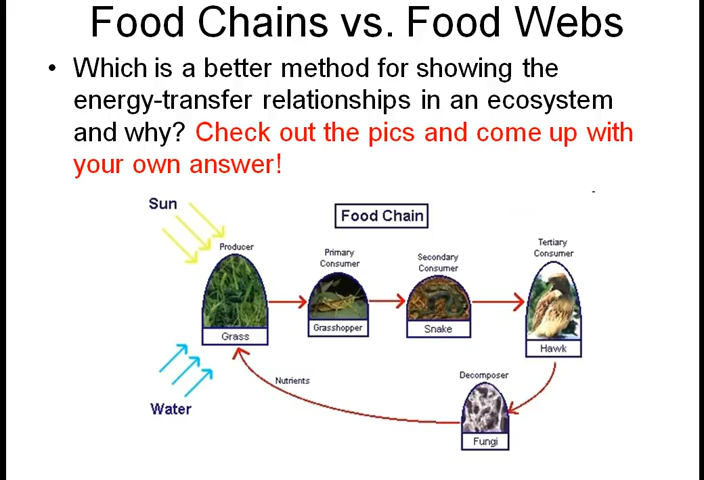 Food Chains vs. Food Webs
• Which is a better method for showing the
energy-transfer relationships in an ecosystem
and why? Check out the pics and come up with
your own answer!
Sun
Food Chain
Producer
Primary
Consumer
Secondary
Consumer
Tertiary
Consumer
Grass
Grasshopper
Snake
Hawk
Nutrients
Decomposer
Water
Fungi